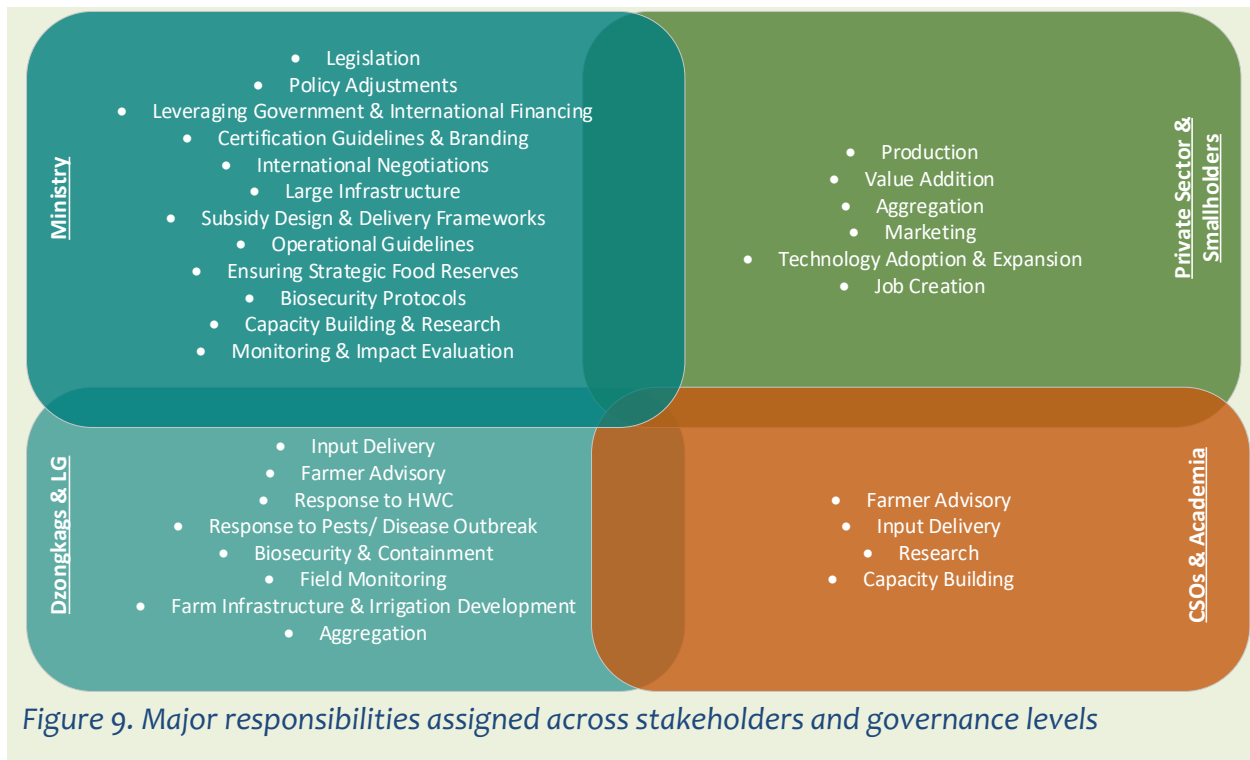 Ministry
• Legislation
• Policy Adjustments
• Leveraging Government & International Financing
• Certification Guidelines & Branding
• International Negotiations
• Large Infrastructure
• Subsidy Design & Delivery Frameworks
• Operational Guidelines
• Ensuring Strategic Food Reserves
• Biosecurity Protocols
• Capacity Building & Research
• Monitoring & Impact Evaluation
Private Sector &
Smallholders
• Production
• Value Addition
• Aggregation
• Marketing
• Technology Adoption & Expansion
• Job Creation
Dzongkags & LG
• Input Delivery
• Farmer Advisory
• Response to HWC
• Response to Pests/ Disease Outbreak
• Biosecurity & Containment
• Field Monitoring
• Farm Infrastructure & Irrigation Development
• Aggregation
CSOs & Academia
• Farmer Advisory
• Input Delivery
• Research
• Capacity Building
Figure 9. Major responsibilities assigned across stakeholders and governance levels